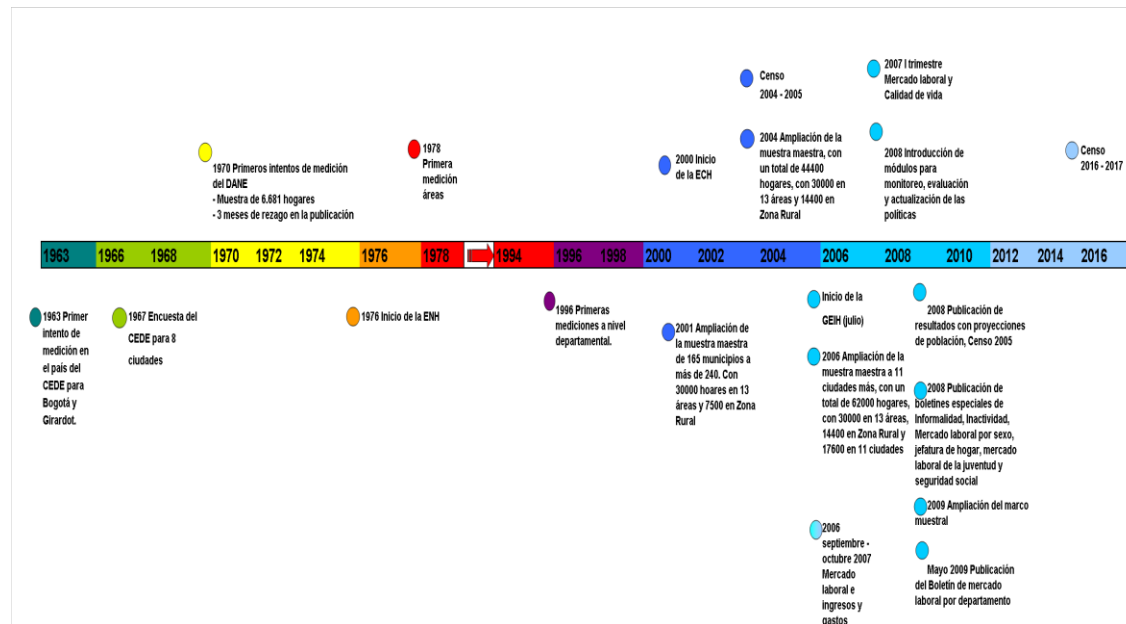 Censo
2004 - 2005
2007 I trimestre
Mercado laboral y
Calidad de vida
1970 Primeros intentos de medición
del DANE
- Muestra de 6.681 hogares
- 3 meses de rezago en la publicación
1978
Primera
medición
áreas
2000 Inicio
de la ECH
2004 Ampliación de la
muestra maestra, con
un total de 44400
hogares, con 30000 en
13 áreas y 14400 en
Zona Rural
2008 Introducción de
módulos para
monitoreo, evaluación
y actualización de las
políticas
Censo
2016 - 2017
1963 1966 1968 1970 1972 1974 1976 1978 1994 1996 1998 2000 2002 2004 2006 2008 2010 2012 2014 2016
1963 Primer
intento de
medición en
el país del
CEDE para
Bogotá y
Girardot.
1967 Encuesta del
CEDE para 8
ciudades
1976 Inicio de la ENH
1996 Primeras
mediciones a nivel
departamental.
2001 Ampliación de
la muestra maestra
de 165 municipios a
más de 240. Con
30000 hoares en 13
áreas y 7500 en Zona
Rural
Inicio de la
GEIH (julio)
2006 Ampliación de la
muestra maestra a 11
ciudades más, con un
total de 62000 hogares,
con 30000 en 13 áreas,
14400 en Zona Rural y
17600 en 11 ciudades
2006
septiembre -
octubre 2007
Mercado
laboral e
ingresos y
gastos
2008 Publicación de
resultados con proyecciones
de población, Censo 2005
2008 Publicación de
boletines especiales de
Informalidad, Inactividad,
Mercado laboral por sexo,
jefatura de hogar, mercado
laboral de la juventud y
seguridad social
2009 Ampliación del marco
muestral
Mayo 2009 Publicación
del Boletín de mercado
laboral por departamento